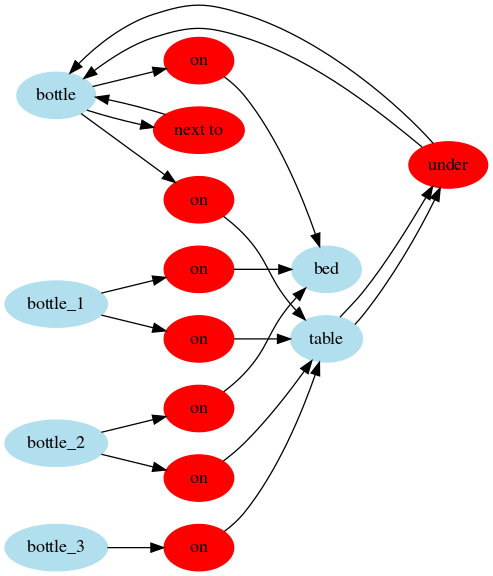 on
bottle
next to
under
on
on
bed
bottle_1
on
table
on
bottle_2
on
bottle_3
on